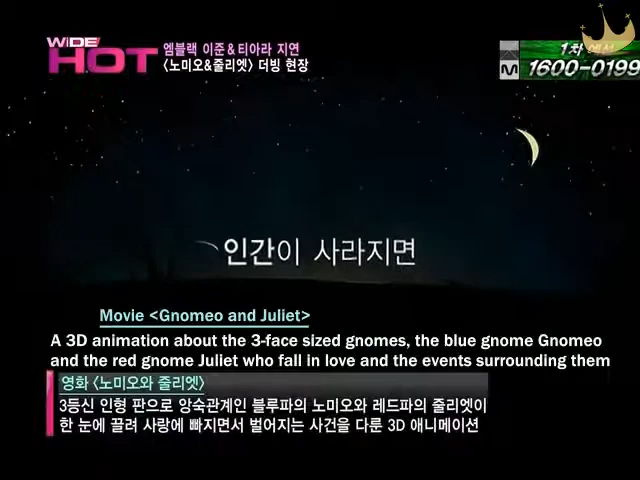 WiDE
HOT
엠블랙 이준&티아라 지연
<노미오&줄리엣> 더빙 현장
1차 예선
M 1600-0199
인간이 사라지면
Movie <Gnomeo and Juliet>
A 3D animation about the 3-face sized gnomes, the blue gnome Gnomeo
and the red gnome Juliet who fall in love and the events surrounding them
영화 <노미오와 줄리엣>
3등신 인형 판으로 앙숙관계인 블루파의 노미오와 레드파의 줄리엣이
한 눈에 끌려 사랑에 빠지면서 벌어지는 사건을 다룬 3D 애니메이션